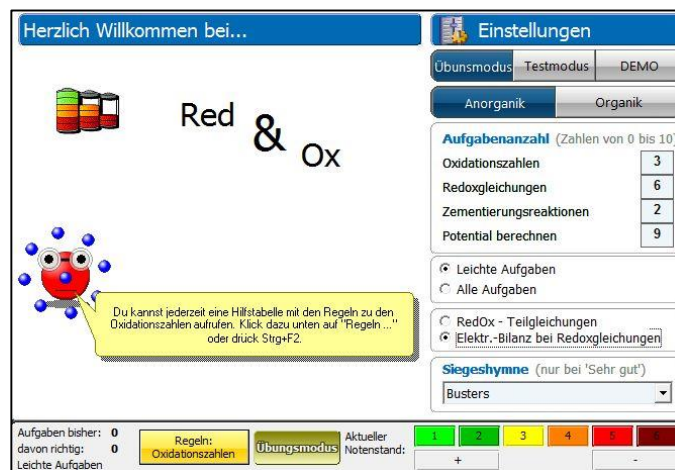 Herzlich Willkommen bei...
Red & Ox
Du kannst jederzeit eine Hilfstabelle mit den Regeln zu den
Oxidationszahlen aufrufen. Klick dazu unten auf "Regeln ..."
oder drück Strg+F2.
Einstellungen
Übunsmodus Testmodus DEMO
Anorganik Organik
Aufgabenanzahl (Zahlen von 0 bis 10)
Oxidationszahlen 3
Redoxgleichungen 6
Zementierungsreaktionen 2
Potential berechnen 9
Leichte Aufgaben
Alle Aufgaben
RedOx - Teilgleichungen
Elektr.-Bilanz bei Redoxgleichungen
Siegeshymne (nur bei 'Sehr gut')
Busters
Aufgaben bisher: 0
davon richtig: 0
Leichte Aufgaben
Regeln:
Oxidationszahlen
Übungsmodus
Aktueller
Notenstand:
1 2 3 4 5 6
+ -